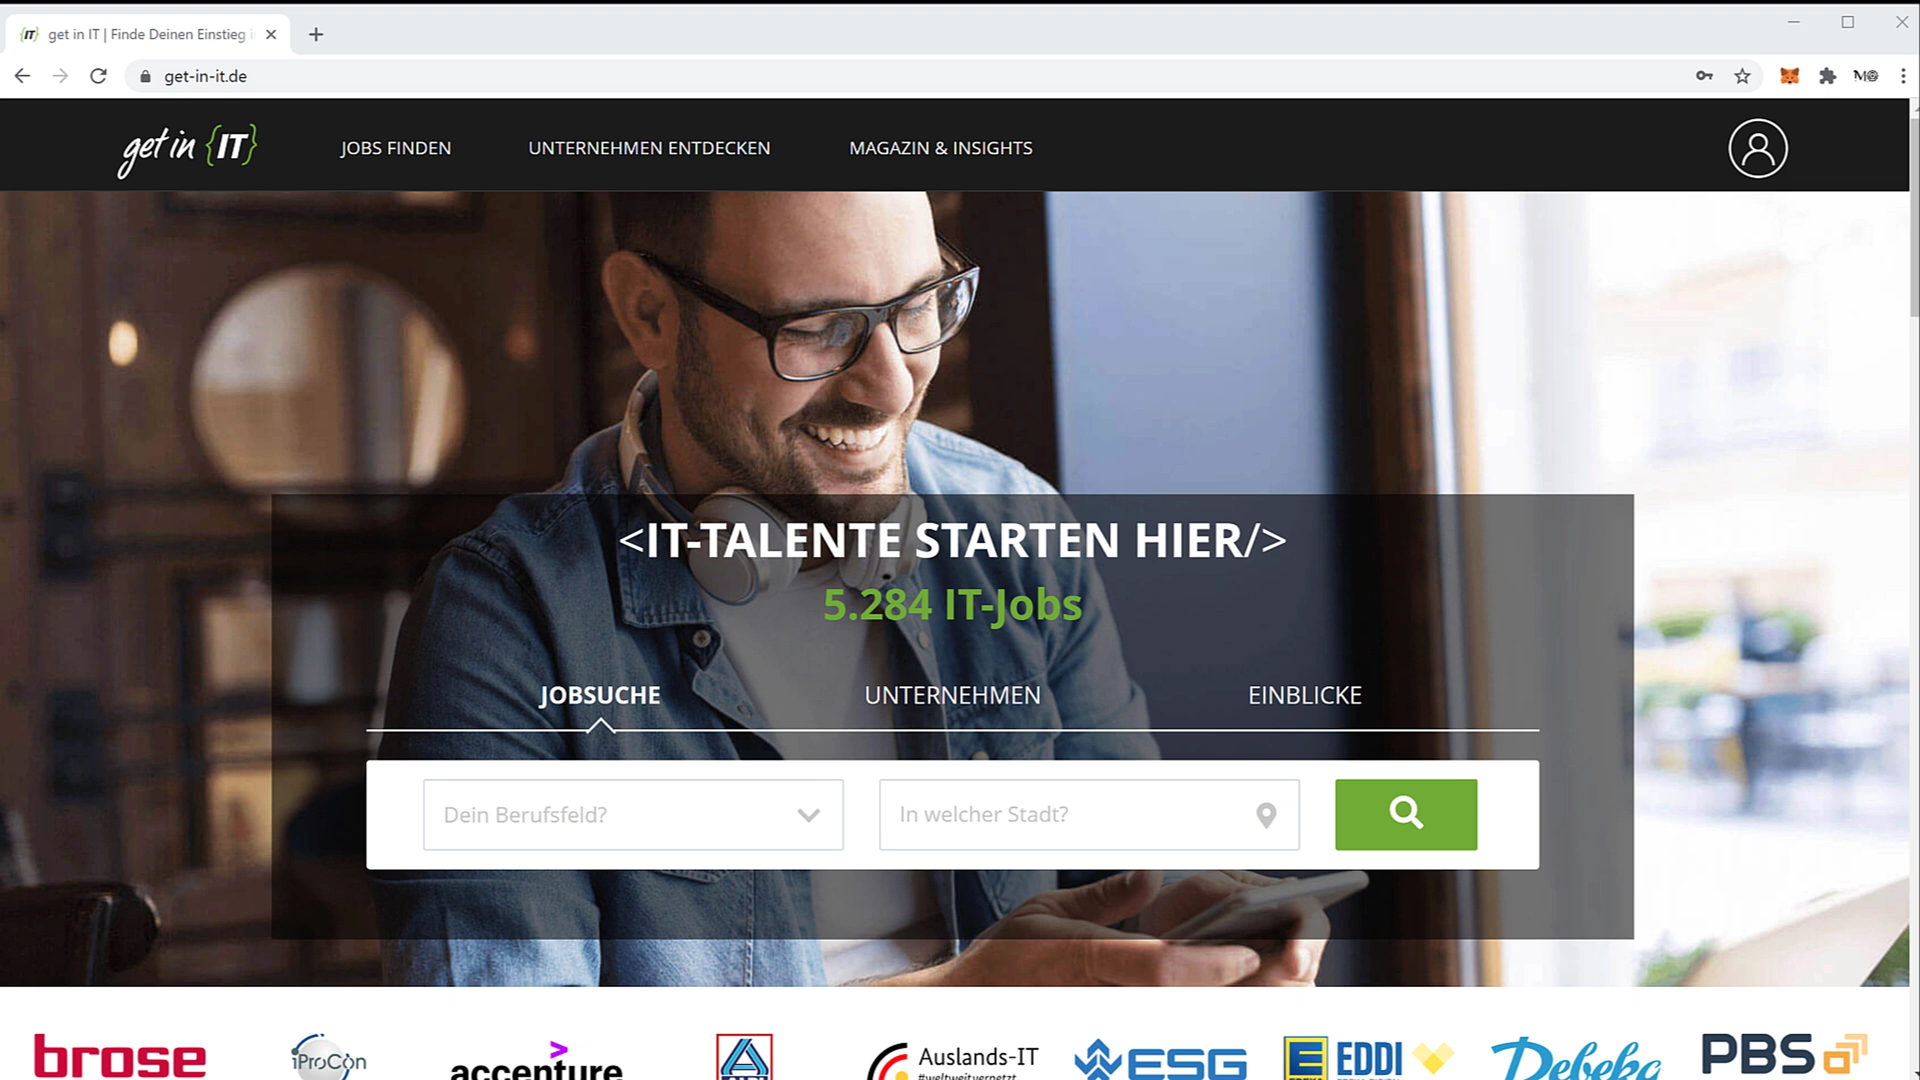 {IT} get in IT | Finde Deinen Einstieg
get-in-it.de
get in {IT}
JOBS FINDEN
UNTERNEHMEN ENTDECKEN
MAGAZIN & INSIGHTS
<IT-TALENTE STARTEN HIER/>
5.284 IT-Jobs
JOBSUCHE
UNTERNEHMEN
EINBLICKE
Dein Berufsfeld?
In welcher Stadt?
brose
iProCon
accenture
Auslands-IT
#weltweitvernetzt
ESG
EDDI
Debeka
PBS